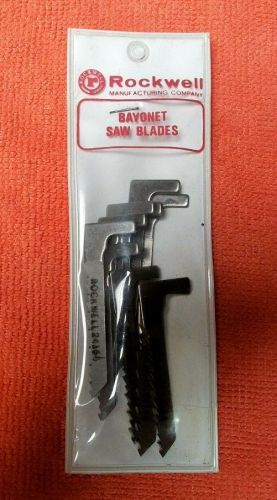 Rockwell
MANUFACTURING COMPANY
BAYONET
SAW BLADES
ROCKWELL